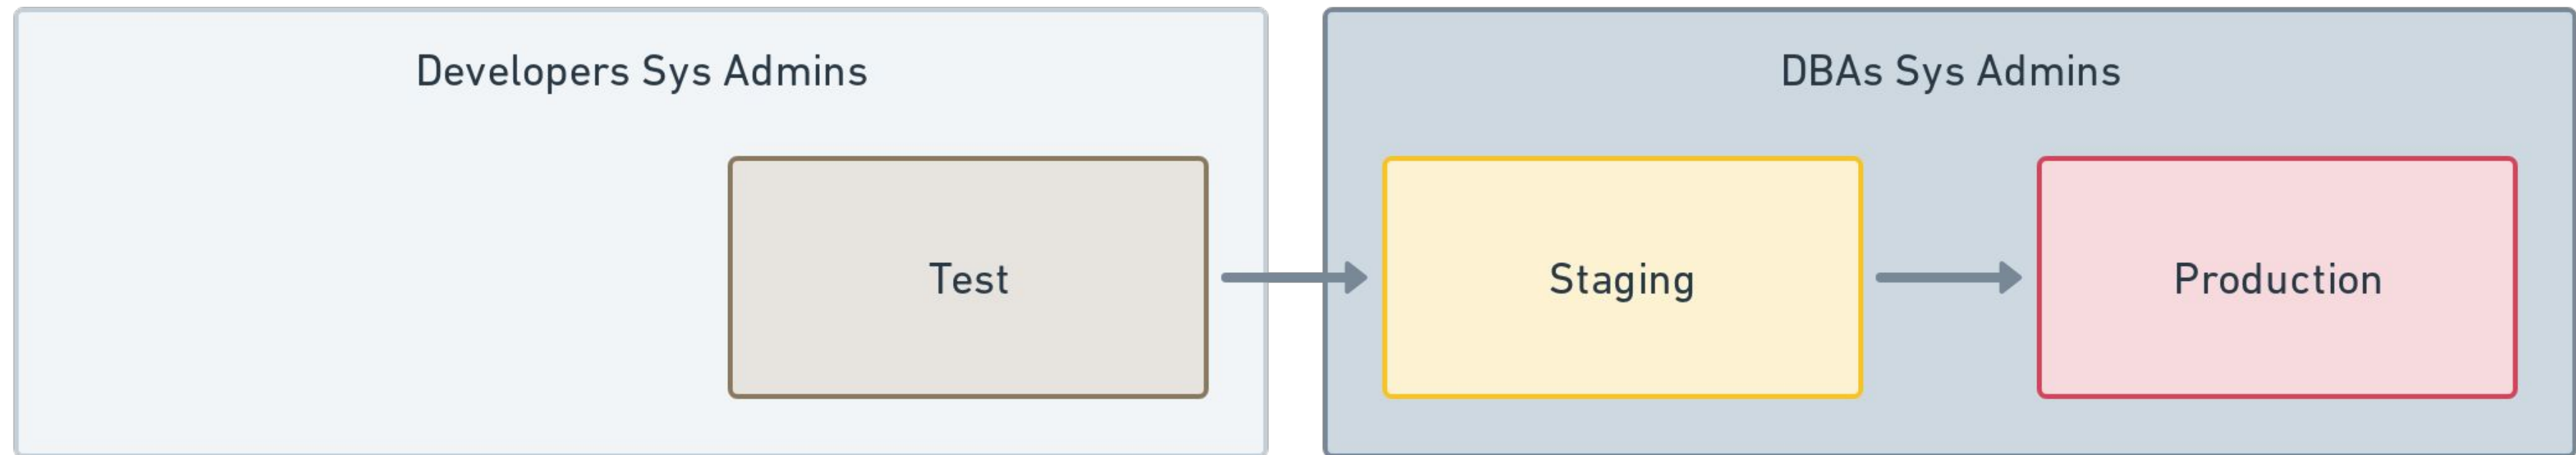 Developers Sys Admins
DBAs Sys Admins
Test
Staging
Production